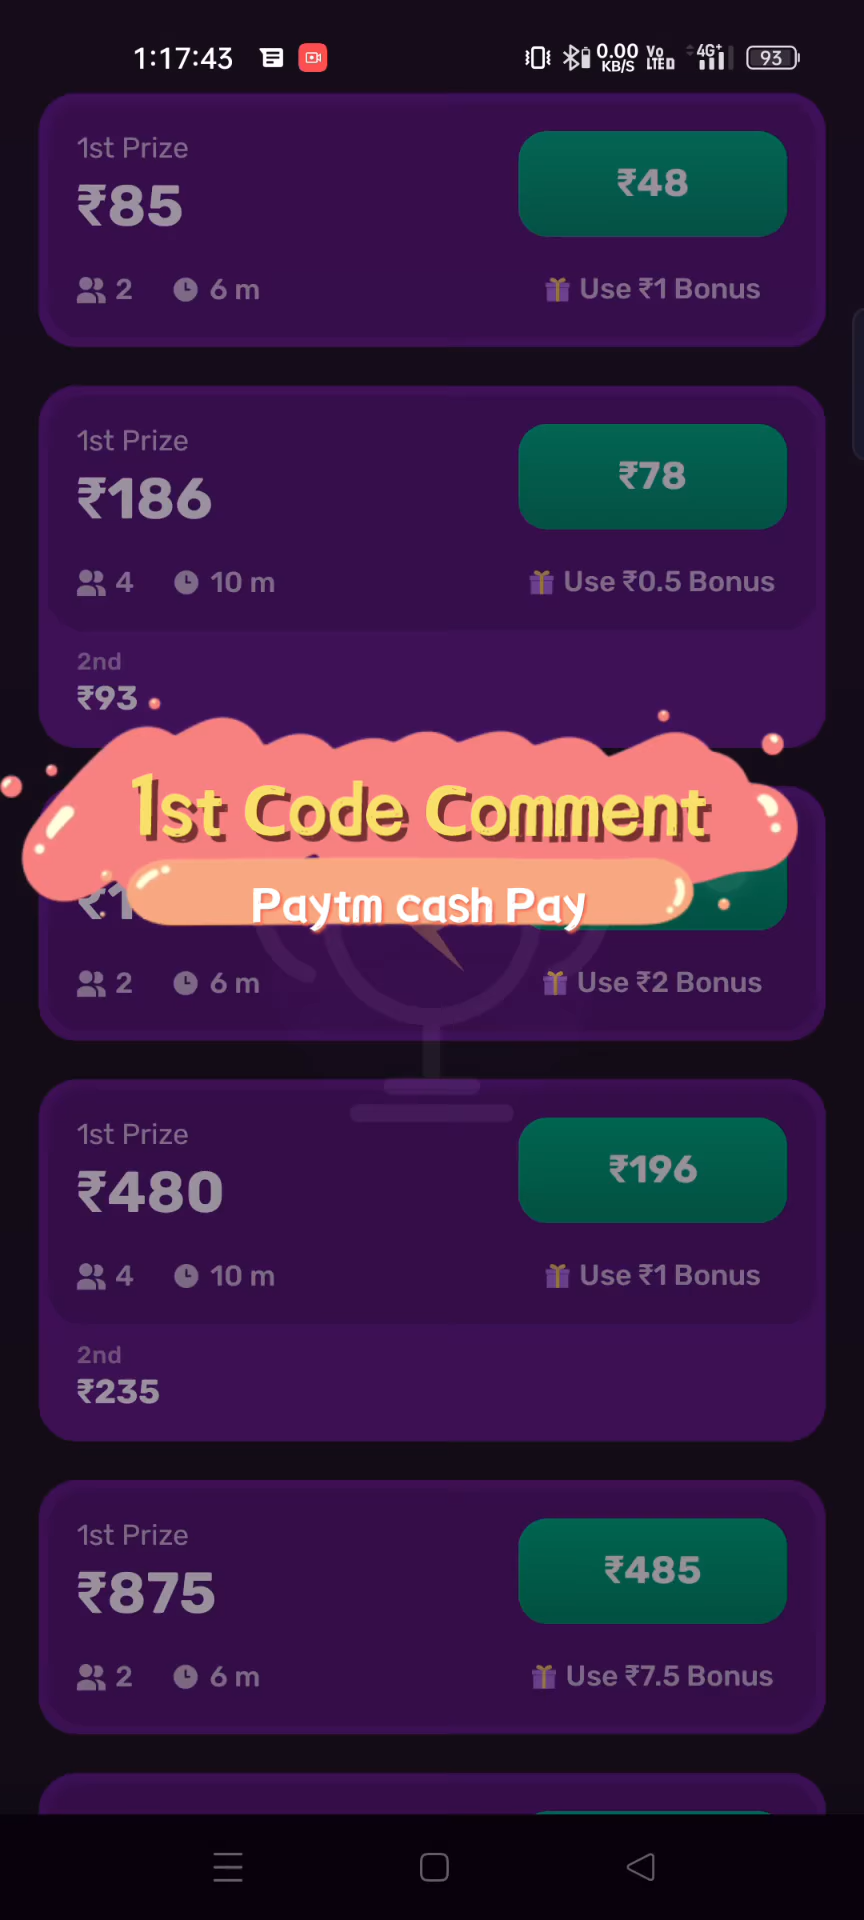 1:17:43
0.00 KB/S
Vo LTE
4G+
93
1st Prize
₹85
₹48
2
6 m
Use ₹1 Bonus
1st Prize
₹186
₹78
4
10 m
Use ₹0.5 Bonus
2nd
₹93
1st Code Comment
Paytm cash Pay
2
6 m
Use ₹2 Bonus
1st Prize
₹480
₹196
4
10 m
Use ₹1 Bonus
2nd
₹235
1st Prize
₹875
₹485
2
6 m
Use ₹7.5 Bonus